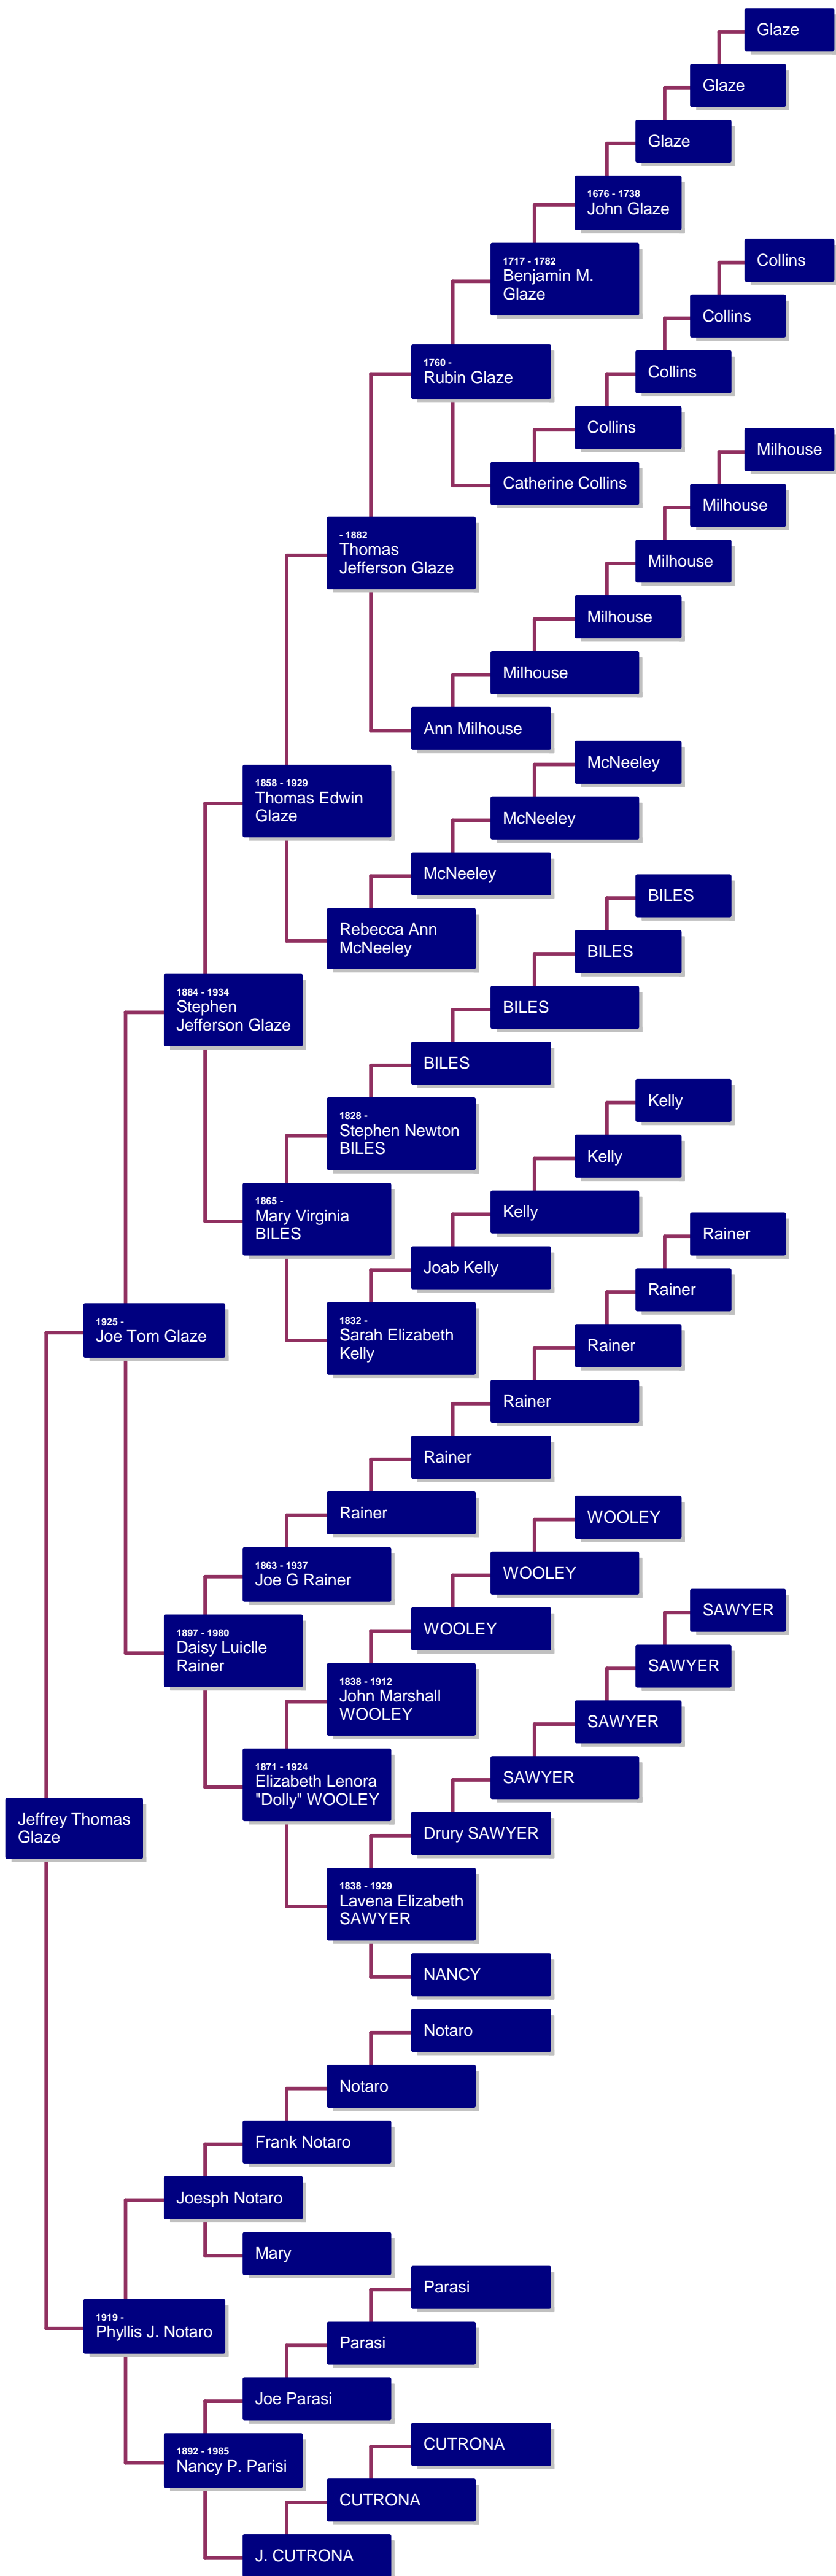 Glaze
Glaze
Glaze
1676 - 1738
John Glaze
1717 - 1782
Benjamin M.
Glaze
Collins
Collins
1760 -
Rubin Glaze
Collins
Collins
Milhouse
Catherine Collins
Milhouse
- 1882
Thomas
Jefferson Glaze
Milhouse
Milhouse
Milhouse
Ann Milhouse
McNeeley
1858 - 1929
Thomas Edwin
Glaze
McNeeley
McNeeley
BILES
Rebecca Ann
McNeeley
BILES
1884 - 1934
Stephen
Jefferson Glaze
BILES
BILES
Kelly
1828 -
Stephen Newton
BILES
Kelly
1865 -
Mary Virginia
BILES
Kelly
Rainer
Joab Kelly
Rainer
1925 -
Joe Tom Glaze
1832 -
Sarah Elizabeth
Kelly
Rainer
Rainer
Rainer
Rainer
WOOLEY
1863 - 1937
Joe G Rainer
WOOLEY
SAWYER
1897 - 1980
Daisy Luiclle
Rainer
WOOLEY
SAWYER
1838 - 1912
John Marshall
WOOLEY
SAWYER
1871 - 1924
Elizabeth Lenora
"Dolly" WOOLEY
SAWYER
Jeffrey Thomas
Glaze
Drury SAWYER
1838 - 1929
Lavena Elizabeth
SAWYER
NANCY
Notaro
Notaro
Frank Notaro
Joesph Notaro
Mary
Parasi
1919 -
Phyllis J. Notaro
Parasi
Joe Parasi
CUTRONA
1892 - 1985
Nancy P. Parisi
CUTRONA
J. CUTRONA